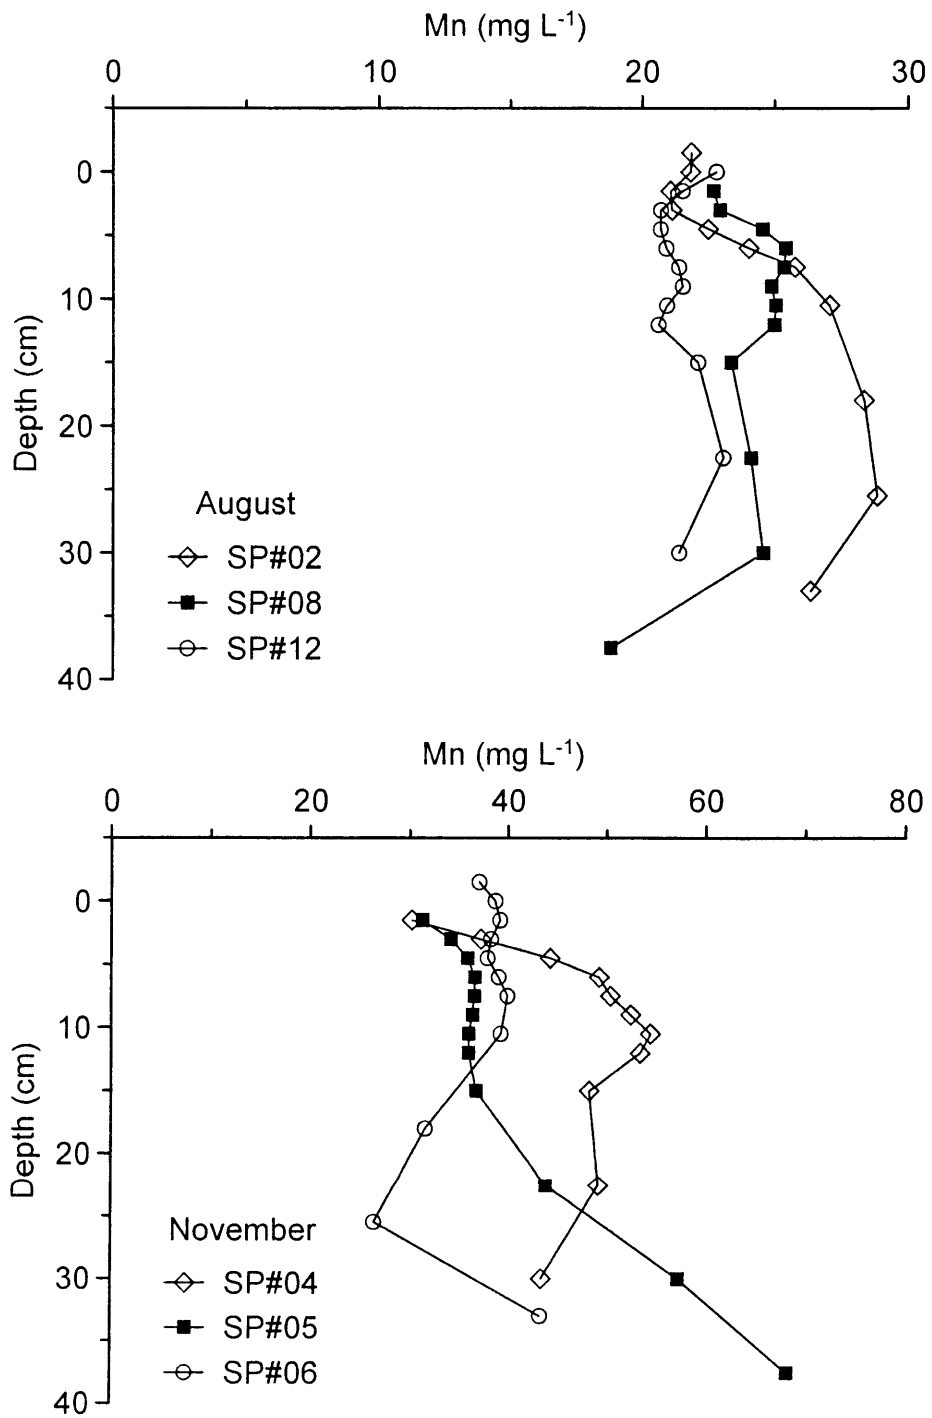 Mn (mg L⁻¹)
0 10 20 30
0
10
20
30
40
Depth (cm)
August
SP#02
SP#08
SP#12
Mn (mg L⁻¹)
0 20 40 60 80
0
10
20
30
40
Depth (cm)
November
SP#04
SP#05
SP#06